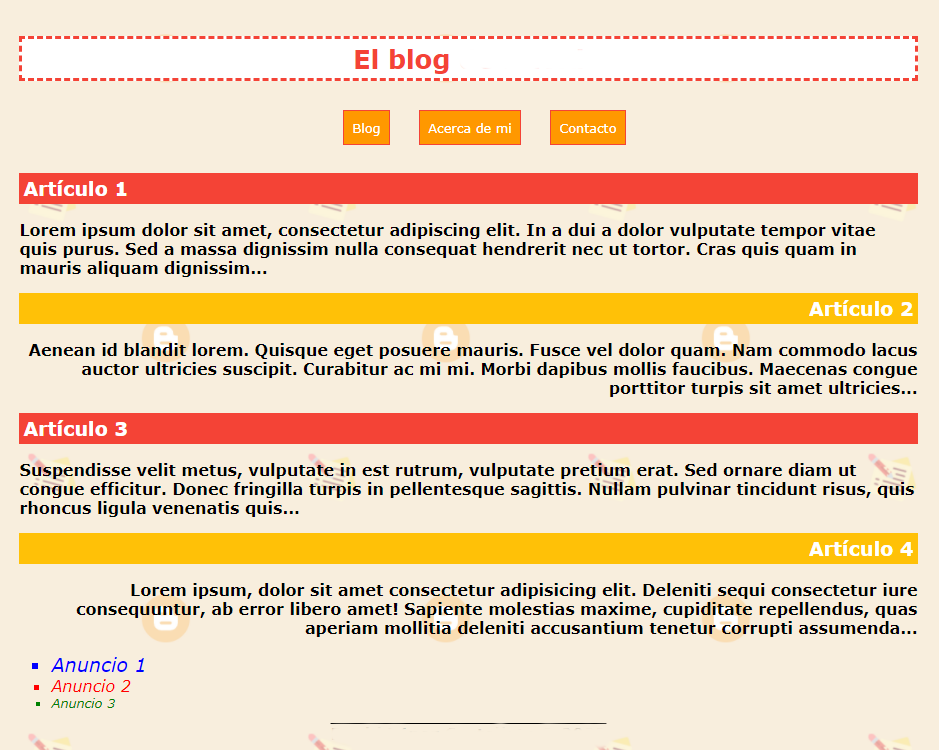 El blog
Blog
Acerca de mi
Contacto
Artículo 1
Lorem ipsum dolor sit amet, consectetur adipiscing elit. In a dui a dolor vulputate tempor vitae
quis purus. Sed a massa dignissim nulla consequat hendrerit nec ut tortor. Cras quis quam in
mauris aliquam dignissim...
Artículo 2
Aenean id blandit lorem. Quisque eget posuere mauris. Fusce vel dolor quam. Nam commodo lacus
auctor ultricies suscipit. Curabitur ac mi mi. Morbi dapibus mollis faucibus. Maecenas congue
porttitor turpis sit amet ultricies...
Artículo 3
Suspendisse velit metus, vulputate in est rutrum, vulputate pretium erat. Sed ornare diam ut
congue efficitur. Donec fringilla turpis in pellentesque sagittis. Nullam pulvinar tincidunt risus, quis
rhoncus ligula venenatis quis...
Artículo 4
Lorem ipsum, dolor sit amet consectetur adipisicing elit. Deleniti sequi consectetur iure
consequuntur, ab error libero amet! Sapiente molestias maxime, cupiditate repellendus, quas
aperiam mollitia deleniti accusantium tenetur corrupti assumenda...
Anuncio 1
Anuncio 2
Anuncio 3